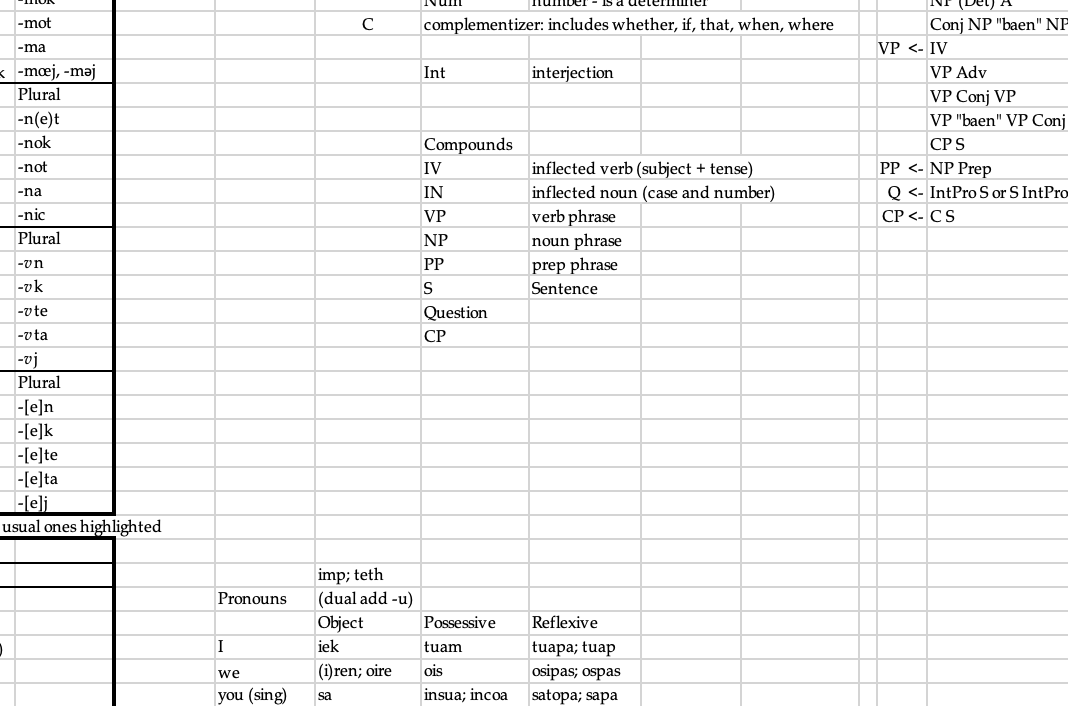 -mok Num number - is a determiner NP (Det) A
-mot C complementizer: includes whether, if, that, when, where Conj NP "baen" NP
-ma VP <- IV
k -mœj, -məj Int interjection VP Adv
Plural VP Conj VP
-n(e)t VP "baen" VP Conj
-nok Compounds CP S
-not IV inflected verb (subject + tense) PP <- NP Prep
-na IN inflected noun (case and number) Q <- IntPro S or S IntPro
-nic VP verb phrase CP <- C S
Plural NP noun phrase
-vn PP prep phrase
-vk S Sentence
-vte Question
-vta CP
-vj
Plural
-[e]n
-[e]k
-[e]te
-[e]ta
-[e]j
usual ones highlighted
imp; teth
Pronouns (dual add -u)
Object Possessive Reflexive
) I iek tuam tuapa; tuap
we (i)ren; oire ois osipas; ospas
you (sing) sa insua; incoa satopa; sapa